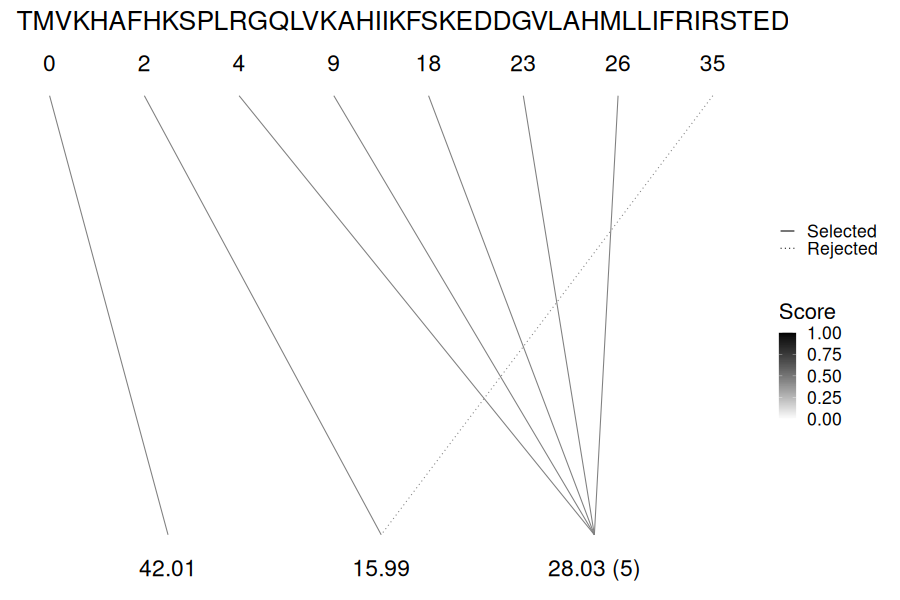 TMVKHAFHKSPLRGQLVKAHIIKFSKEDDGVLAHMLLIFRIRSTED
0 2 4 9 18 23 26 35
Selected
Rejected
Score
1.00
0.75
0.50
0.25
0.00
42.01 15.99 28.03 (5)